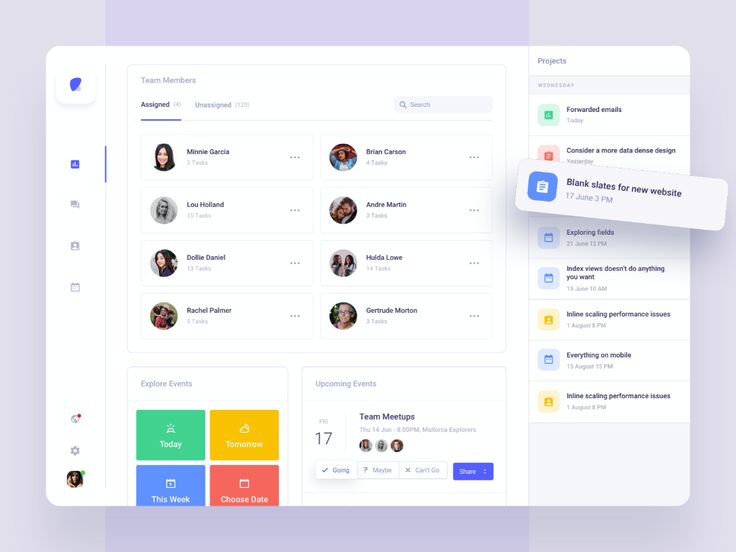 Team Members
Assigned (4)
Unassigned (120)
Search
Minnie Garcia
3 Tasks
Brian Carson
4 Tasks
Lou Holland
15 Tasks
Andre Martin
3 Tasks
Dollie Daniel
13 Tasks
Hulda Lowe
14 Tasks
Rachel Palmer
5 Tasks
Gertrude Morton
3 Tasks
Explore Events
Today
Tomorrow
This Week
Choose Date
Upcoming Events
FRI
17
Team Meetups
Thu 14 Jun - 8:00PM, Mallorca Explorers
Going
? Maybe
Can't Go
Share
Projects
WEDNESDAY
Forwarded emails
Today
Consider a more data dense design
Yesterday
Blank slates for new website
17 June 3 PM
Exploring fields
21 June 12 PM
Index views doesn't do anything
you want
15 June 10 AM
Inline scaling performance issues
1 August 8 PM
Everything on mobile
15 August 15 PM
Inline scaling performance issues
1 August 8 PM